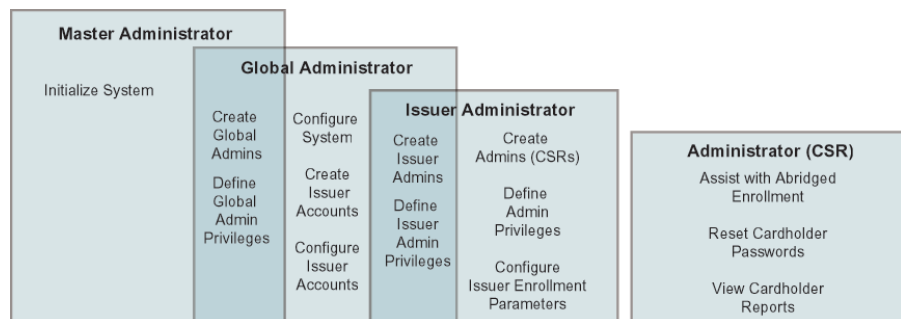 Master Administrator
Initialize System
Global Administrator
Create
Global
Admins
Define
Global
Admin
Privileges
Configure
System
Create
Issuer
Accounts
Configure
Issuer
Accounts
Issuer Administrator
Create
Issuer
Admins
Define
Issuer
Admin
Privileges
Create
Admins (CSRs)
Define
Admin
Privileges
Configure
Issuer Enrollment
Parameters
Administrator (CSR)
Assist with Abridged
Enrollment
Reset Cardholder
Passwords
View Cardholder
Reports